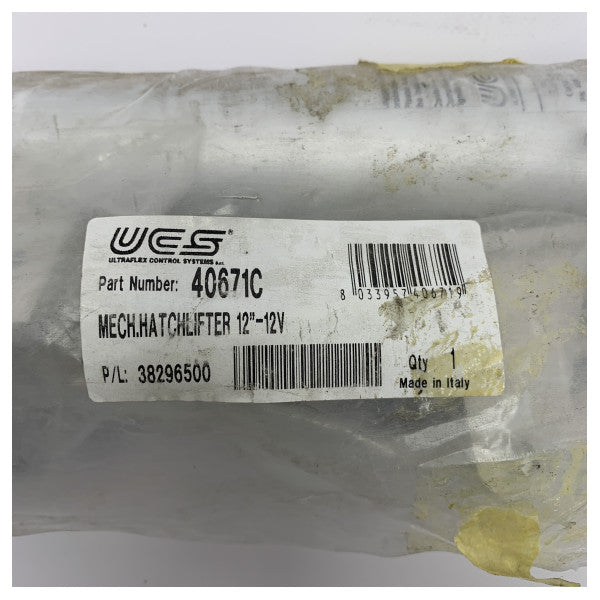 UCS®
ULTRAFLEX CONTROL SYSTEMS s.r.l.
Part Number: 40671C
8 033957 406719
MECH.HATCHLIFTER 12"-12V
P/L: 38296500
Qty 1
Made in Italy